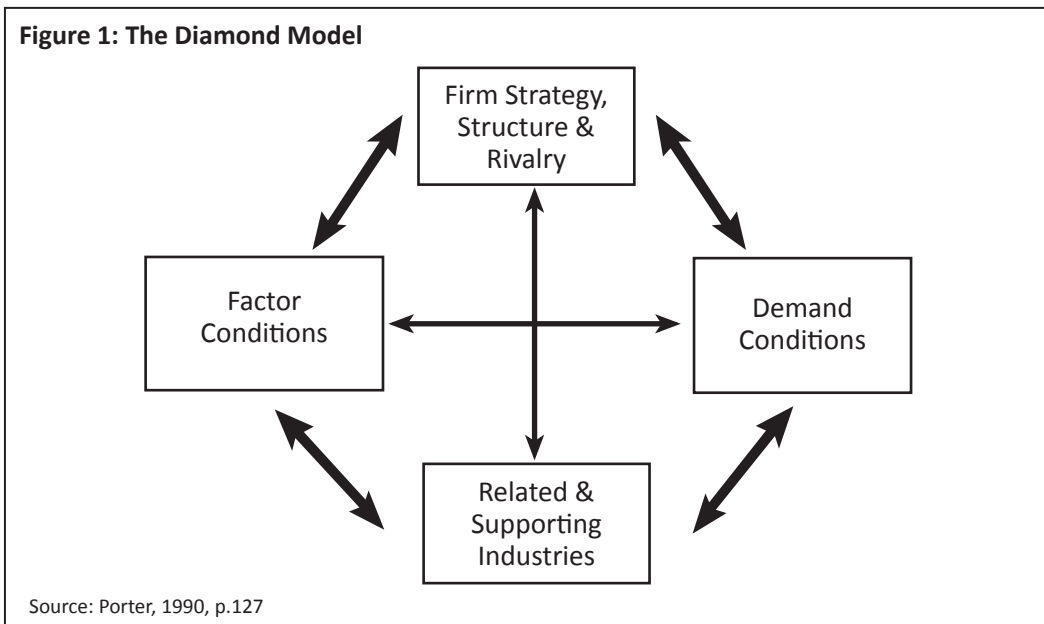 Figure 1: The Diamond Model
Firm Strategy,
Structure &
Rivalry
Factor
Conditions
Demand
Conditions
Related &
Supporting
Industries
Source: Porter, 1990, p.127